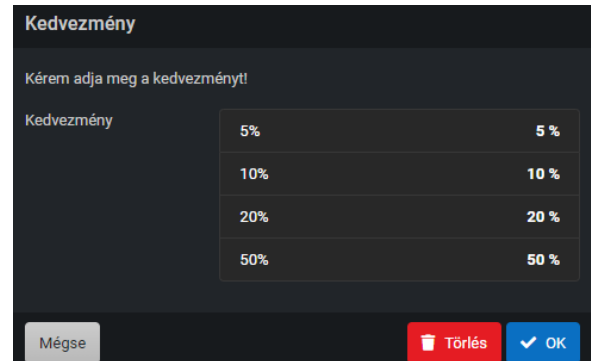 Kedvezmény
Kérem adja meg a kedvezményt!
Kedvezmény
5% 5 %
10% 10 %
20% 20 %
50% 50 %
Mégse Törlés OK